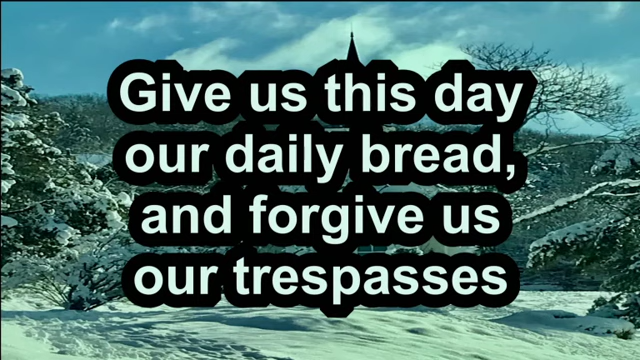 Give us this day
our daily bread,
and forgive us
our trespasses